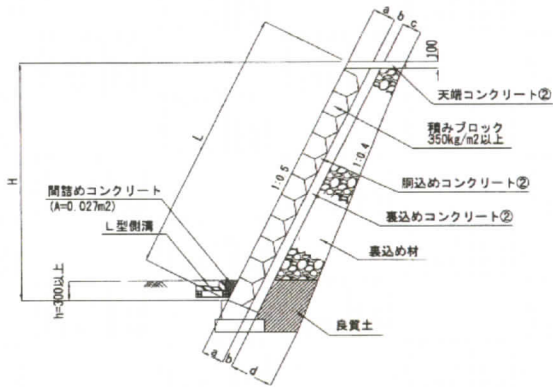 a b c
100
天端コンクリート②
積みブロック
350kg/m2以上
L
H
1:0.5
1:0.4
胴込めコンクリート②
間詰めコンクリート
(A=0.027m2)
裏込めコンクリート②
L型側溝
裏込め材
h=300以上
良質土
a b d